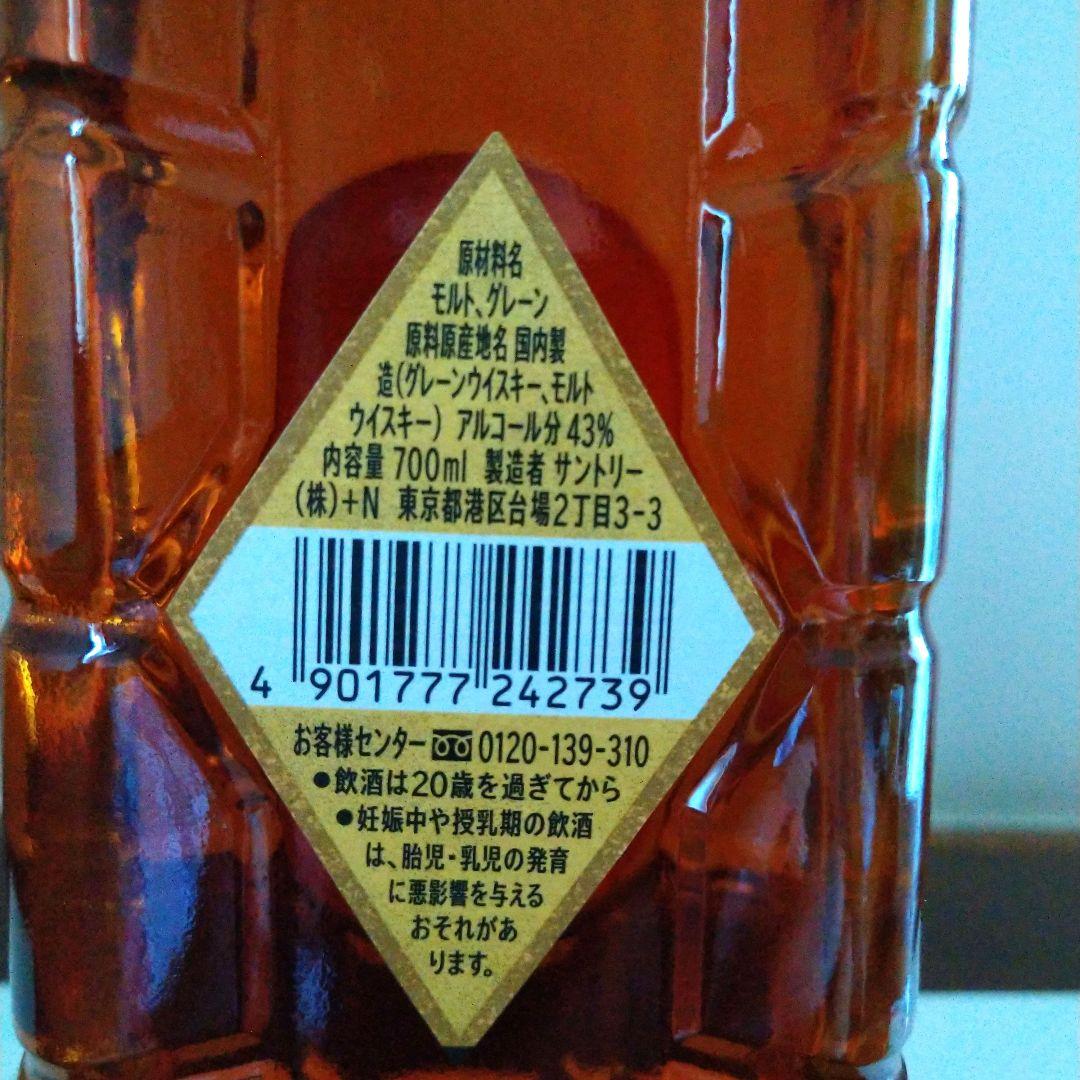 原材料名
モルト、グレーン
原料原産地名 国内製
造(グレーンウイスキー、モルト
ウイスキー) アルコール分 43%
内容量 700ml 製造者 サントリー
(株)+N 東京都港区台場2丁目3-3
4 901777 242739
お客様センター 0120-139-310
●飲酒は20歳を過ぎてから
●妊娠中や授乳期の飲酒
は、胎児・乳児の発育
に悪影響を与える
おそれがあ
ります。